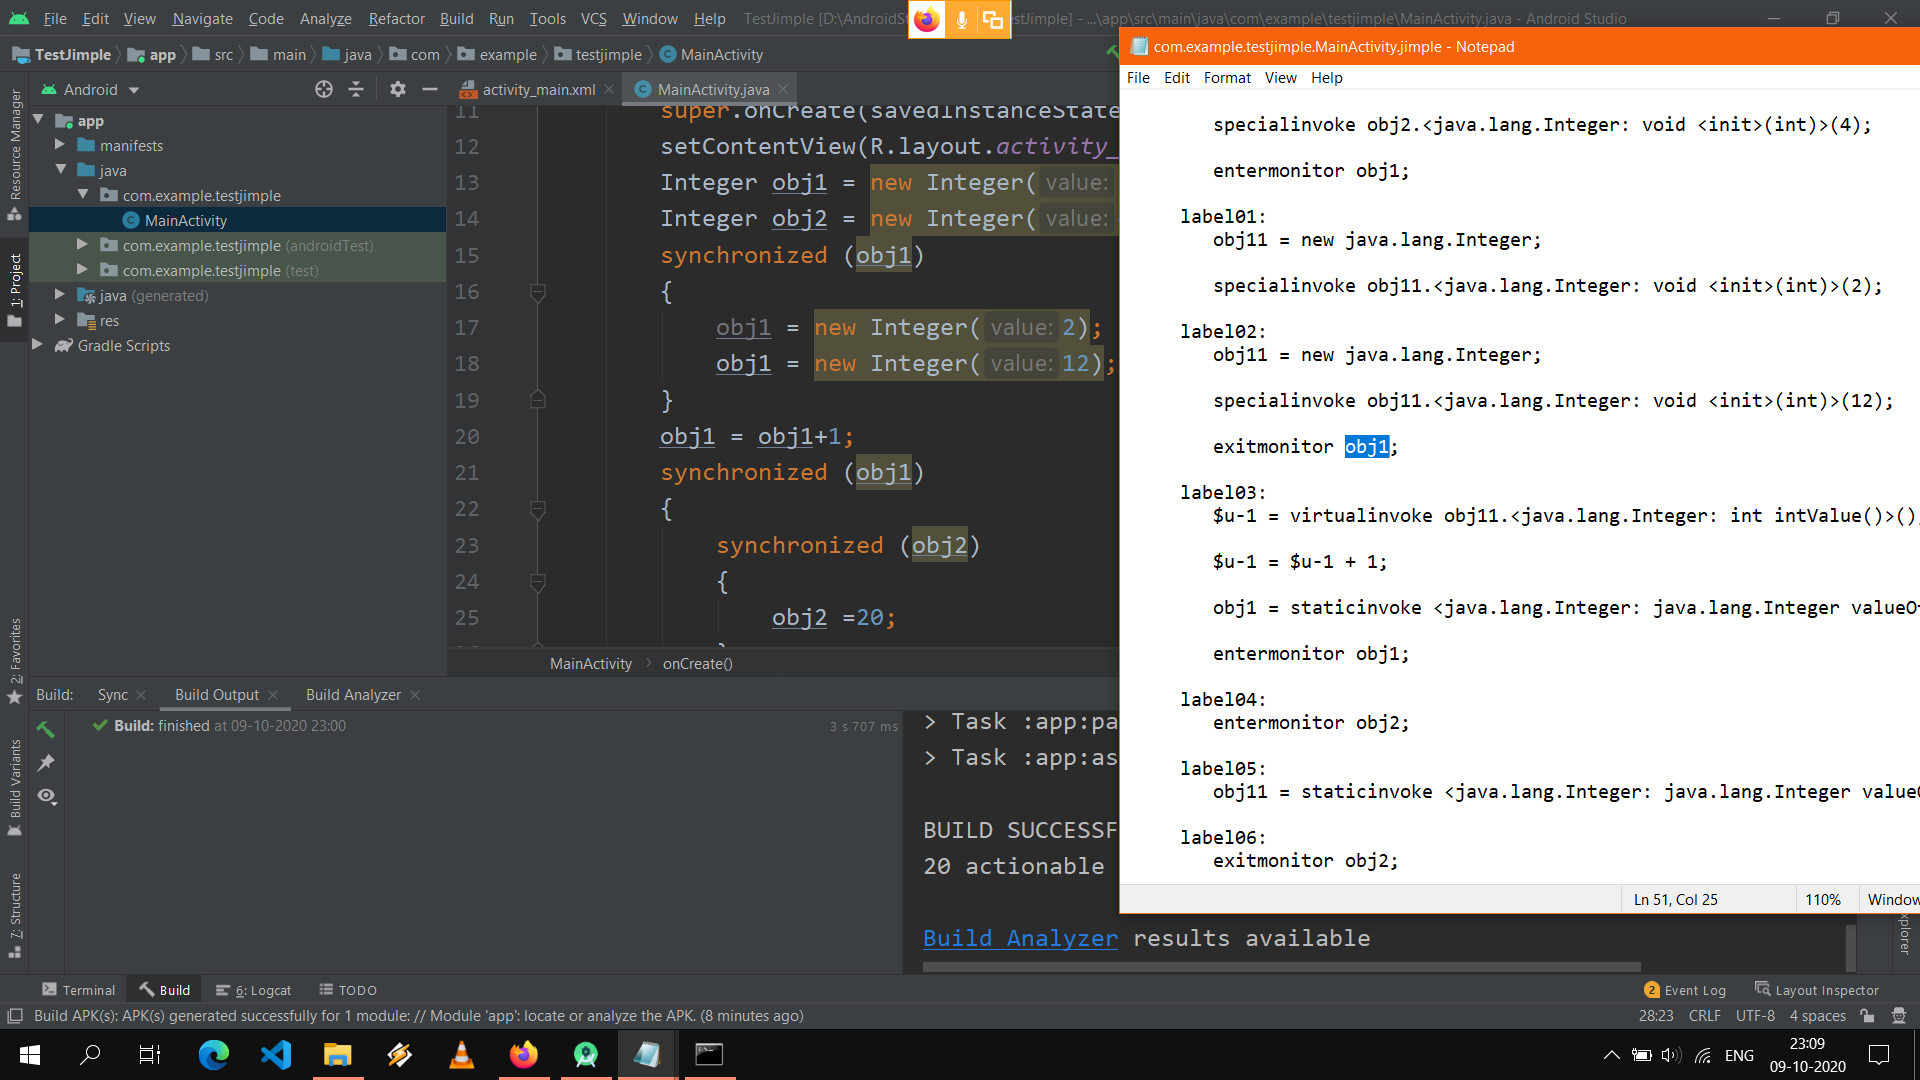 File Edit View Navigate Code Analyze Refactor Build Run Tools VCS Window Help TestJimple [D:\AndroidSt estJimple] - ...\app\src\main\java\com\example\testjimple\MainActivity.java - Android Studio
TestJimple app src main java com example testjimple MainActivity
Android
activity_main.xml
MainActivity.java
Resource Manager
1: Project
2: Favorites
Build Variants
7: Structure
app
manifests
java
com.example.testjimple
MainActivity
com.example.testjimple (androidTest)
com.example.testjimple (test)
java (generated)
res
Gradle Scripts
11 super.onCreate(savedInstanceState
12 setContentView(R.layout.activity_
13 Integer obj1 = new Integer( value:
14 Integer obj2 = new Integer( value:
15 synchronized (obj1)
16 {
17 obj1 = new Integer( value: 2);
18 obj1 = new Integer( value: 12);
19 }
20 obj1 = obj1+1;
21 synchronized (obj1)
22 {
23 synchronized (obj2)
24 {
25 obj2 =20;
MainActivity onCreate()
com.example.testjimple.MainActivity.jimple - Notepad
File Edit Format View Help
specialinvoke obj2.<java.lang.Integer: void <init>(int)>(4);
entermonitor obj1;
label01:
obj11 = new java.lang.Integer;
specialinvoke obj11.<java.lang.Integer: void <init>(int)>(2);
label02:
obj11 = new java.lang.Integer;
specialinvoke obj11.<java.lang.Integer: void <init>(int)>(12);
exitmonitor obj1;
label03:
$u-1 = virtualinvoke obj11.<java.lang.Integer: int intValue()>()
$u-1 = $u-1 + 1;
obj1 = staticinvoke <java.lang.Integer: java.lang.Integer valueO
entermonitor obj1;
label04:
entermonitor obj2;
label05:
obj11 = staticinvoke <java.lang.Integer: java.lang.Integer value
label06:
exitmonitor obj2;
Ln 51, Col 25 110% Window
Build: Sync Build Output Build Analyzer
Build: finished at 09-10-2020 23:00 3 s 707 ms
> Task :app:pa
> Task :app:as
BUILD SUCCESSF
20 actionable
Build Analyzer results available
xplorer
Terminal Build 6: Logcat TODO 2 Event Log Layout Inspector
Build APK(s): APK(s) generated successfully for 1 module: // Module 'app': locate or analyze the APK. (8 minutes ago) 28:23 CRLF UTF-8 4 spaces
ENG
23:09
09-10-2020